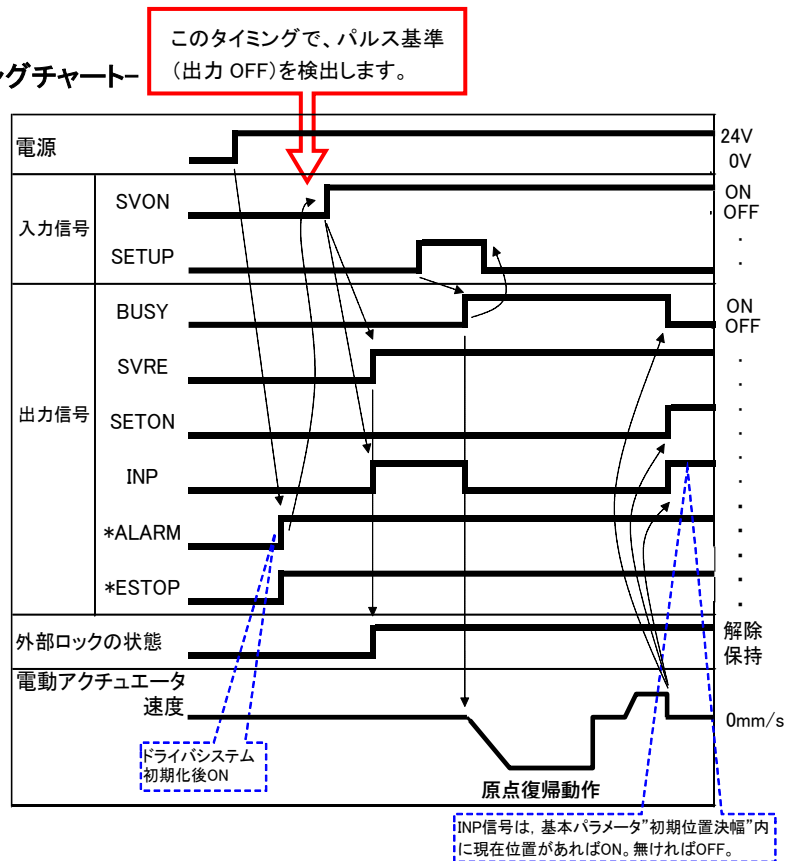 このタイミングで、パルス基準
（出力 OFF）を検出します。
グチャート－
電源
24V
0V
入力信号
SVON
ON
OFF
SETUP
・
・
出力信号
BUSY
ON
OFF
SVRE
・
・
SETON
・
・
INP
・
・
*ALARM
・
・
*ESTOP
・
・
外部ロックの状態
解除
保持
電動アクチュエータ
速度
0mm/s
ドライバシステム
初期化後ON
原点復帰動作
INP信号は，基本パラメータ”初期位置決幅”内
に現在位置があればON。無ければOFF。